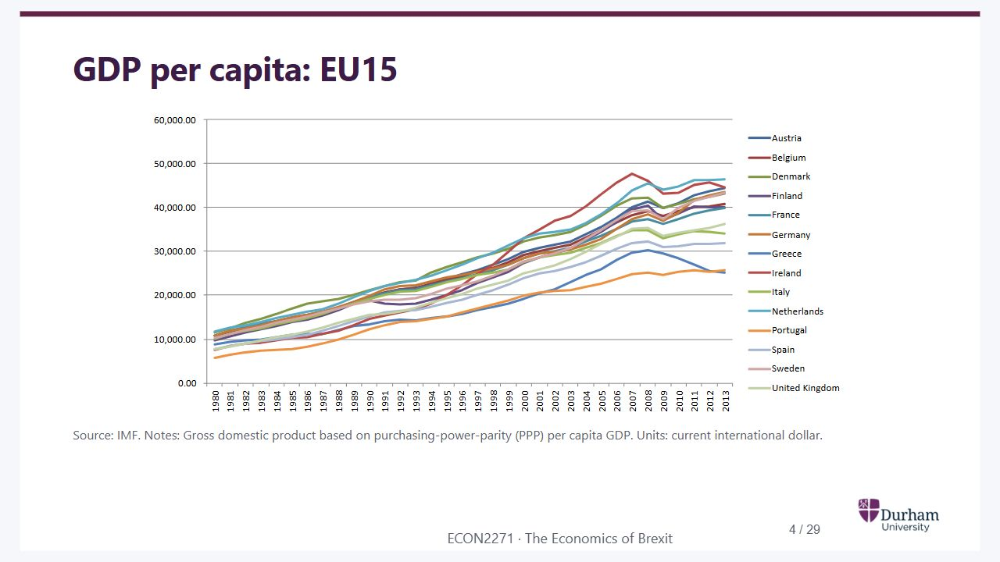 GDP per capita: EU15
60,000.00
50,000.00
40,000.00
30,000.00
20,000.00
10,000.00
0.00
1980
1981
1982
1983
1984
1985
1986
1987
1988
1989
1990
1991
1992
1993
1994
1995
1996
1997
1998
1999
2000
2001
2002
2003
2004
2005
2006
2007
2008
2009
2010
2011
2012
2013
Austria
Belgium
Denmark
Finland
France
Germany
Greece
Ireland
Italy
Netherlands
Portugal
Spain
Sweden
United Kingdom
Source: IMF. Notes: Gross domestic product based on purchasing-power-parity (PPP) per capita GDP. Units: current international dollar.
Durham
University
4 / 29
ECON2271 · The Economics of Brexit